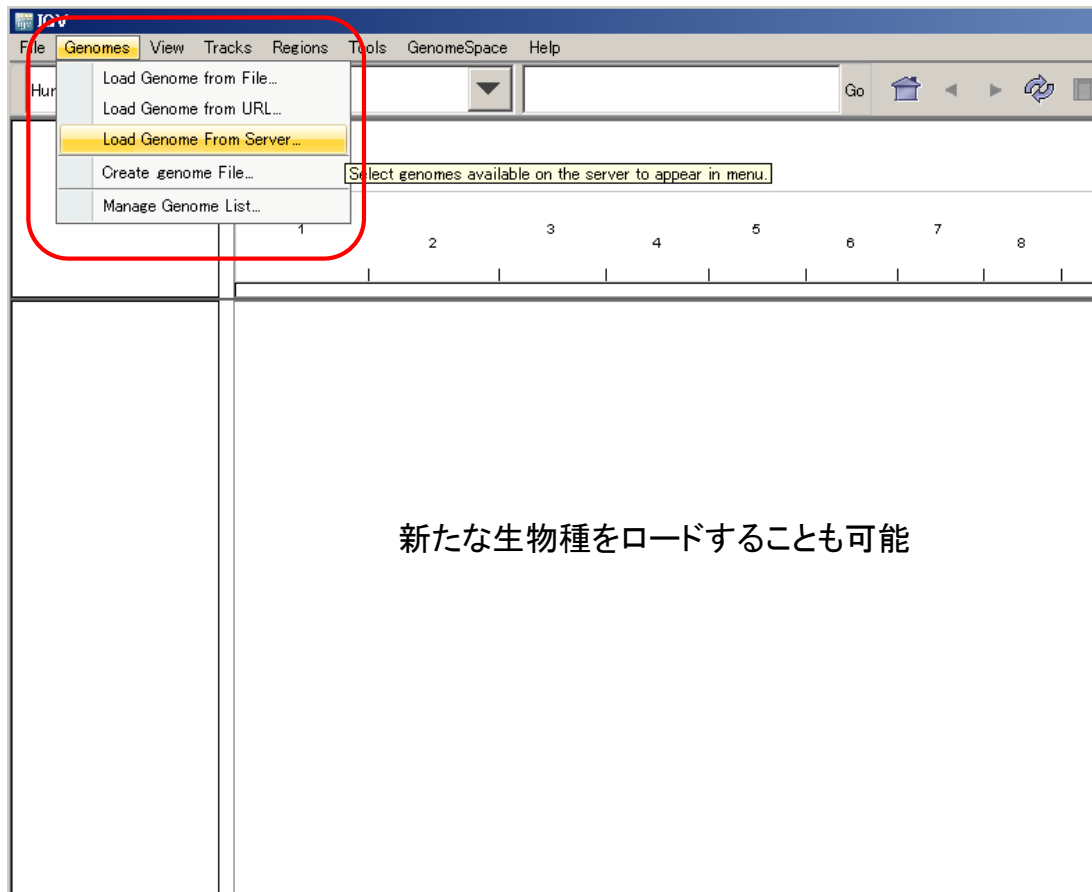 IGV
File Genomes View Tracks Regions Tools GenomeSpace Help
Hur
Go
Load Genome from File...
Load Genome from URL...
Load Genome From Server...
Create .genome File...
Manage Genome List...
Select genomes available on the server to appear in menu.
1 2 3 4 5 6 7 8
新たな生物種をロードすることも可能